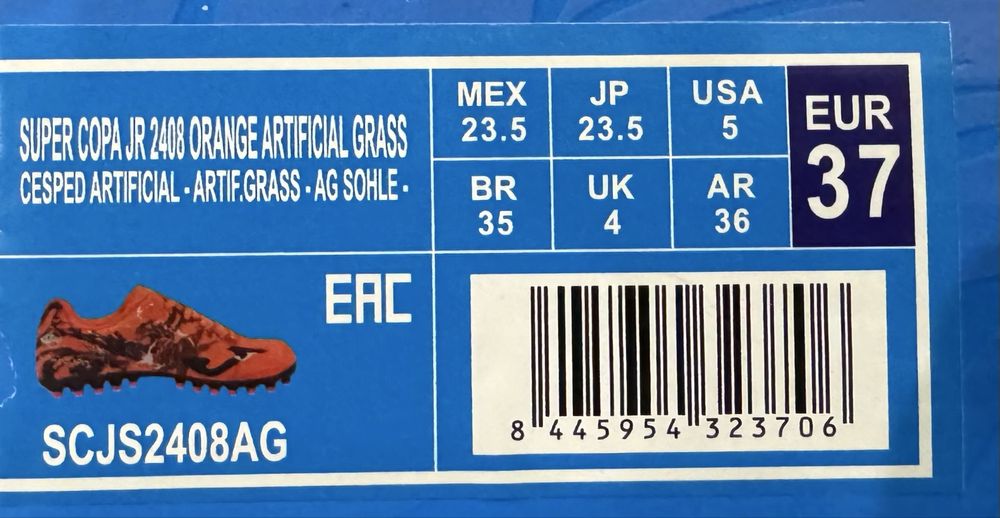 SUPER COPA JR 2408 ORANGE ARTIFICIAL GRASS
CESPED ARTIFICIAL - ARTIF.GRASS - AG SOHLE -
MEX
23.5
JP
23.5
USA
5
EUR
37
BR
35
UK
4
AR
36
EAC
SCJS2408AG
8 445954 323706